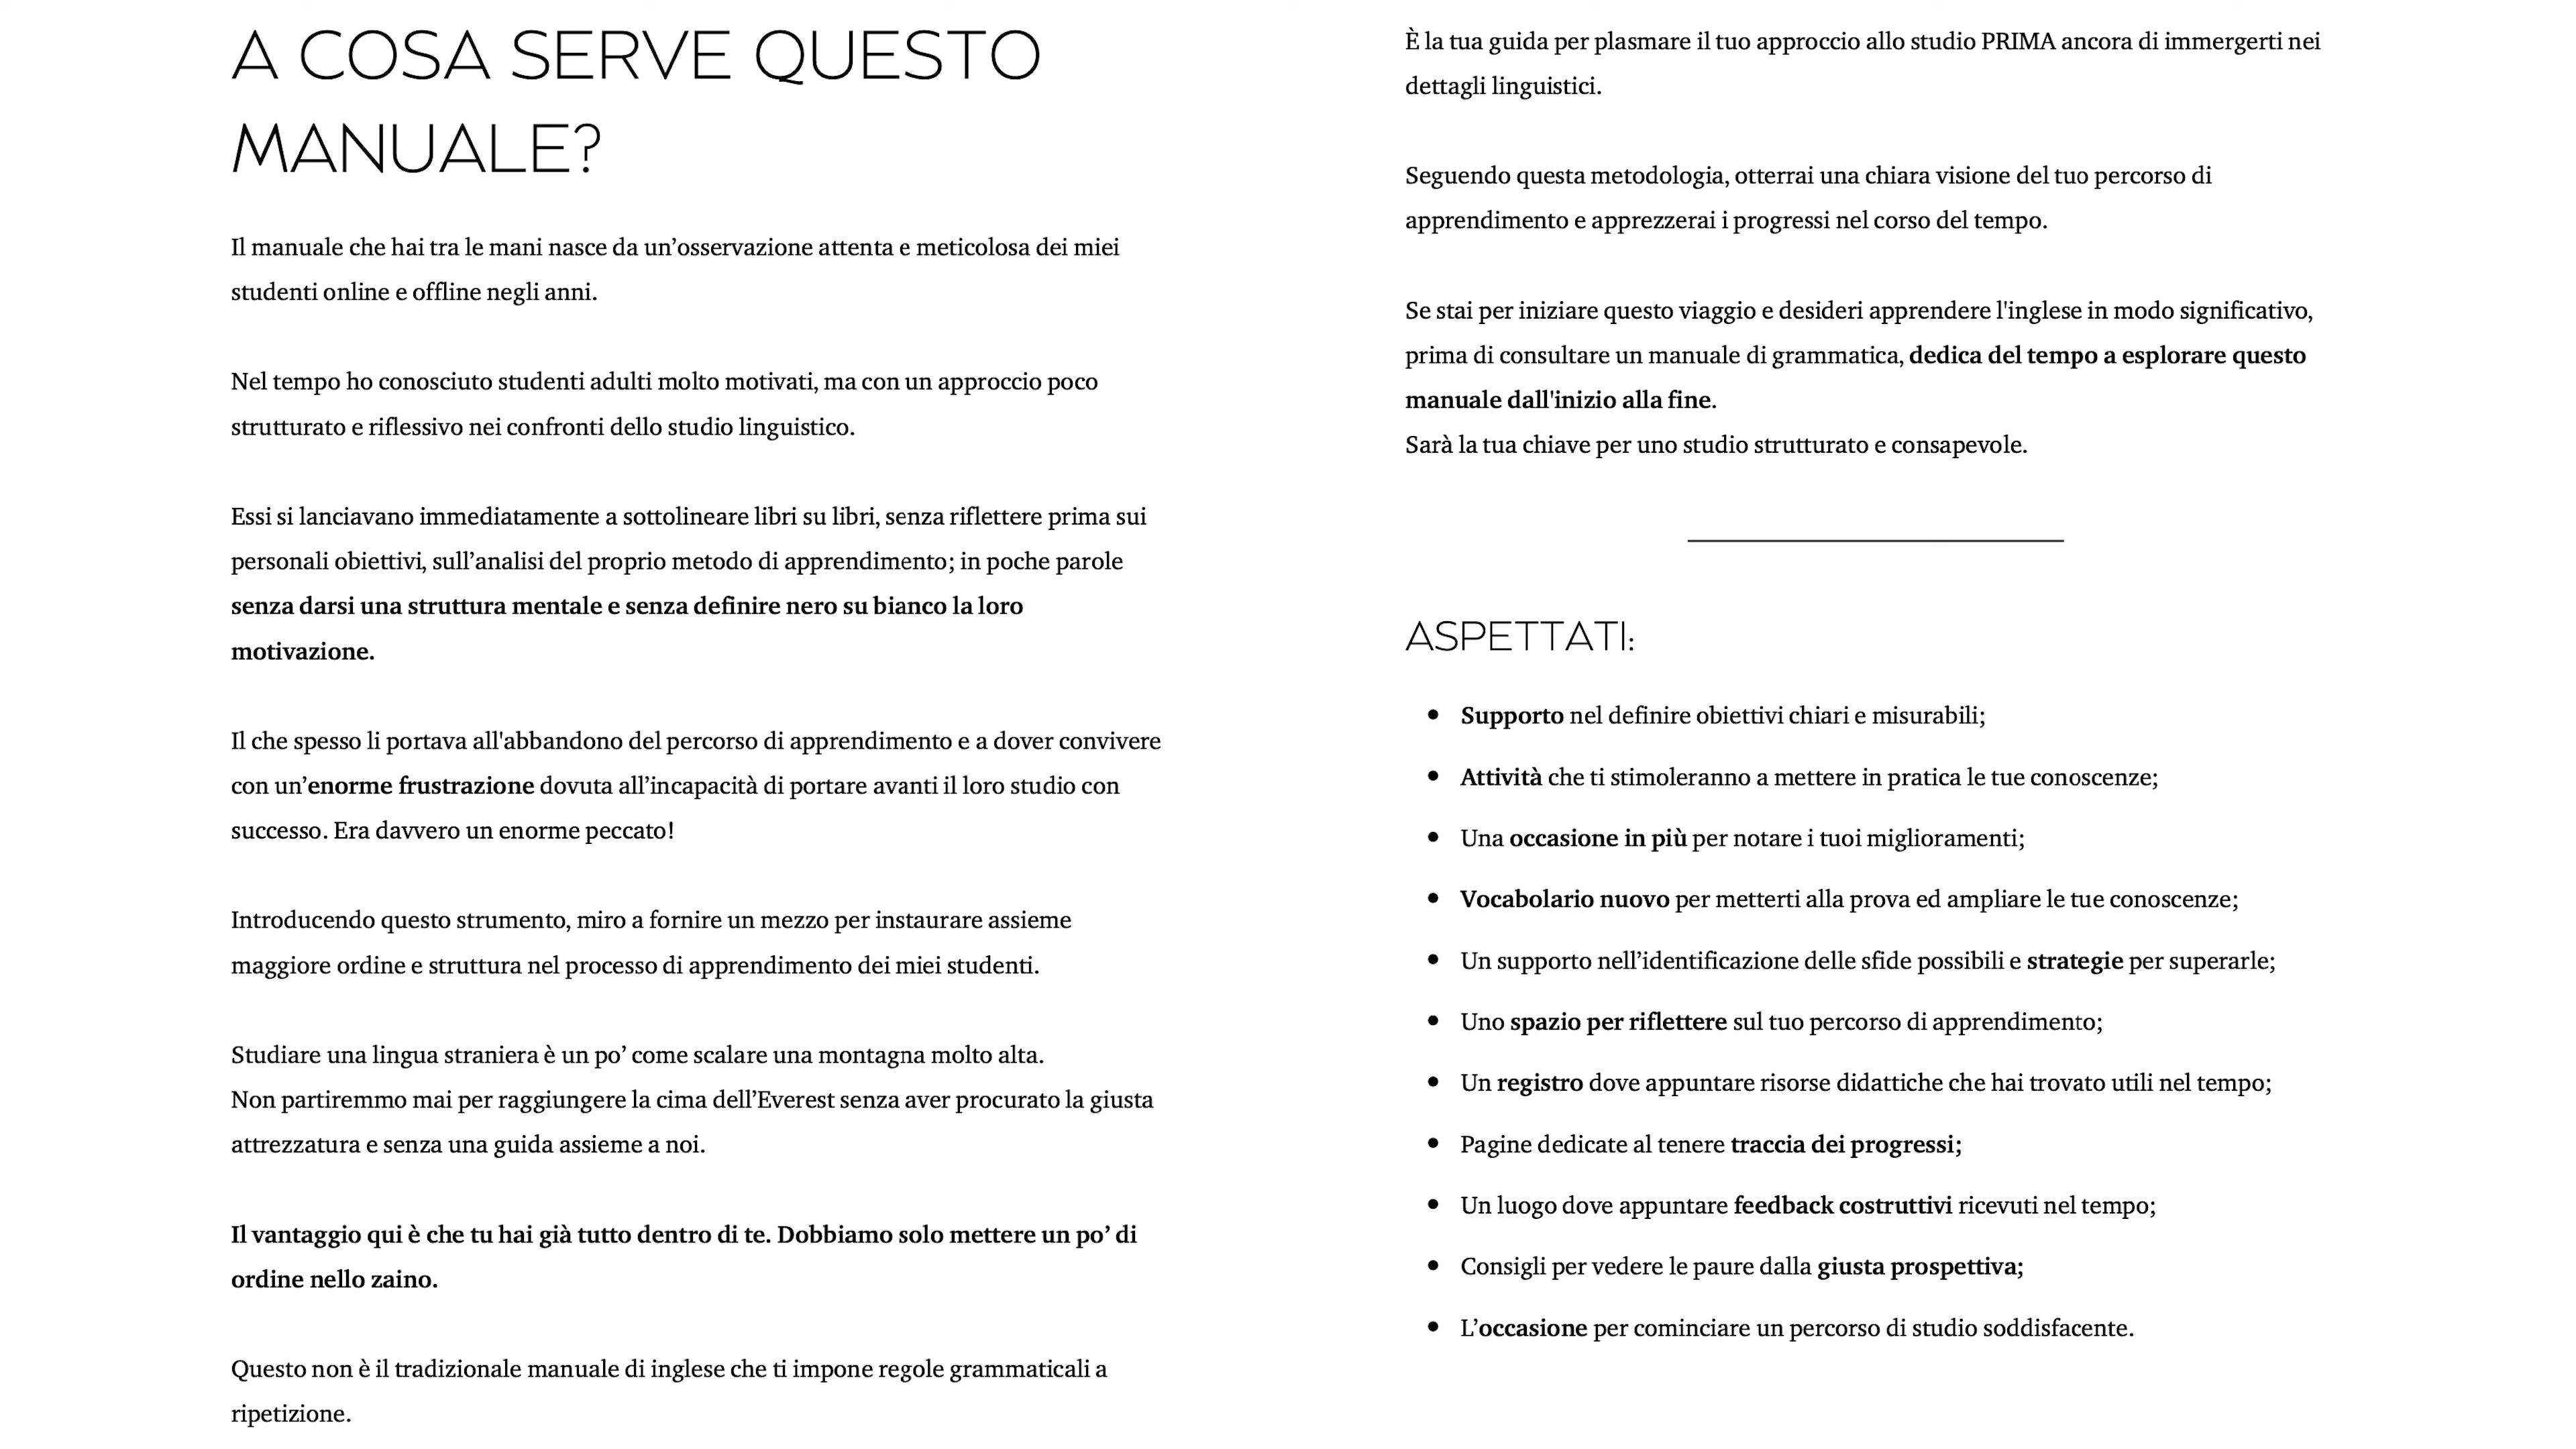 A COSA SERVE QUESTO
MANUALE?
Il manuale che hai tra le mani nasce da un’osservazione attenta e meticolosa dei miei
studenti online e offline negli anni.
Nel tempo ho conosciuto studenti adulti molto motivati, ma con un approccio poco
strutturato e riflessivo nei confronti dello studio linguistico.
Essi si lanciavano immediatamente a sottolineare libri su libri, senza riflettere prima sui
personali obiettivi, sull’analisi del proprio metodo di apprendimento; in poche parole
senza darsi una struttura mentale e senza definire nero su bianco la loro
motivazione.
Il che spesso li portava all'abbandono del percorso di apprendimento e a dover convivere
con un’enorme frustrazione dovuta all’incapacità di portare avanti il loro studio con
successo. Era davvero un enorme peccato!
Introducendo questo strumento, miro a fornire un mezzo per instaurare assieme
maggiore ordine e struttura nel processo di apprendimento dei miei studenti.
Studiare una lingua straniera è un po’ come scalare una montagna molto alta.
Non partiremmo mai per raggiungere la cima dell’Everest senza aver procurato la giusta
attrezzatura e senza una guida assieme a noi.
Il vantaggio qui è che tu hai già tutto dentro di te. Dobbiamo solo mettere un po’ di
ordine nello zaino.
Questo non è il tradizionale manuale di inglese che ti impone regole grammaticali a
ripetizione.
È la tua guida per plasmare il tuo approccio allo studio PRIMA ancora di immergerti nei
dettagli linguistici.
Seguendo questa metodologia, otterrai una chiara visione del tuo percorso di
apprendimento e apprezzerai i progressi nel corso del tempo.
Se stai per iniziare questo viaggio e desideri apprendere l'inglese in modo significativo,
prima di consultare un manuale di grammatica, dedica del tempo a esplorare questo
manuale dall'inizio alla fine.
Sarà la tua chiave per uno studio strutturato e consapevole.
ASPETTATI:
• Supporto nel definire obiettivi chiari e misurabili;
• Attività che ti stimoleranno a mettere in pratica le tue conoscenze;
• Una occasione in più per notare i tuoi miglioramenti;
• Vocabolario nuovo per metterti alla prova ed ampliare le tue conoscenze;
• Un supporto nell’identificazione delle sfide possibili e strategie per superarle;
• Uno spazio per riflettere sul tuo percorso di apprendimento;
• Un registro dove appuntare risorse didattiche che hai trovato utili nel tempo;
• Pagine dedicate al tenere traccia dei progressi;
• Un luogo dove appuntare feedback costruttivi ricevuti nel tempo;
• Consigli per vedere le paure dalla giusta prospettiva;
• L’occasione per cominciare un percorso di studio soddisfacente.